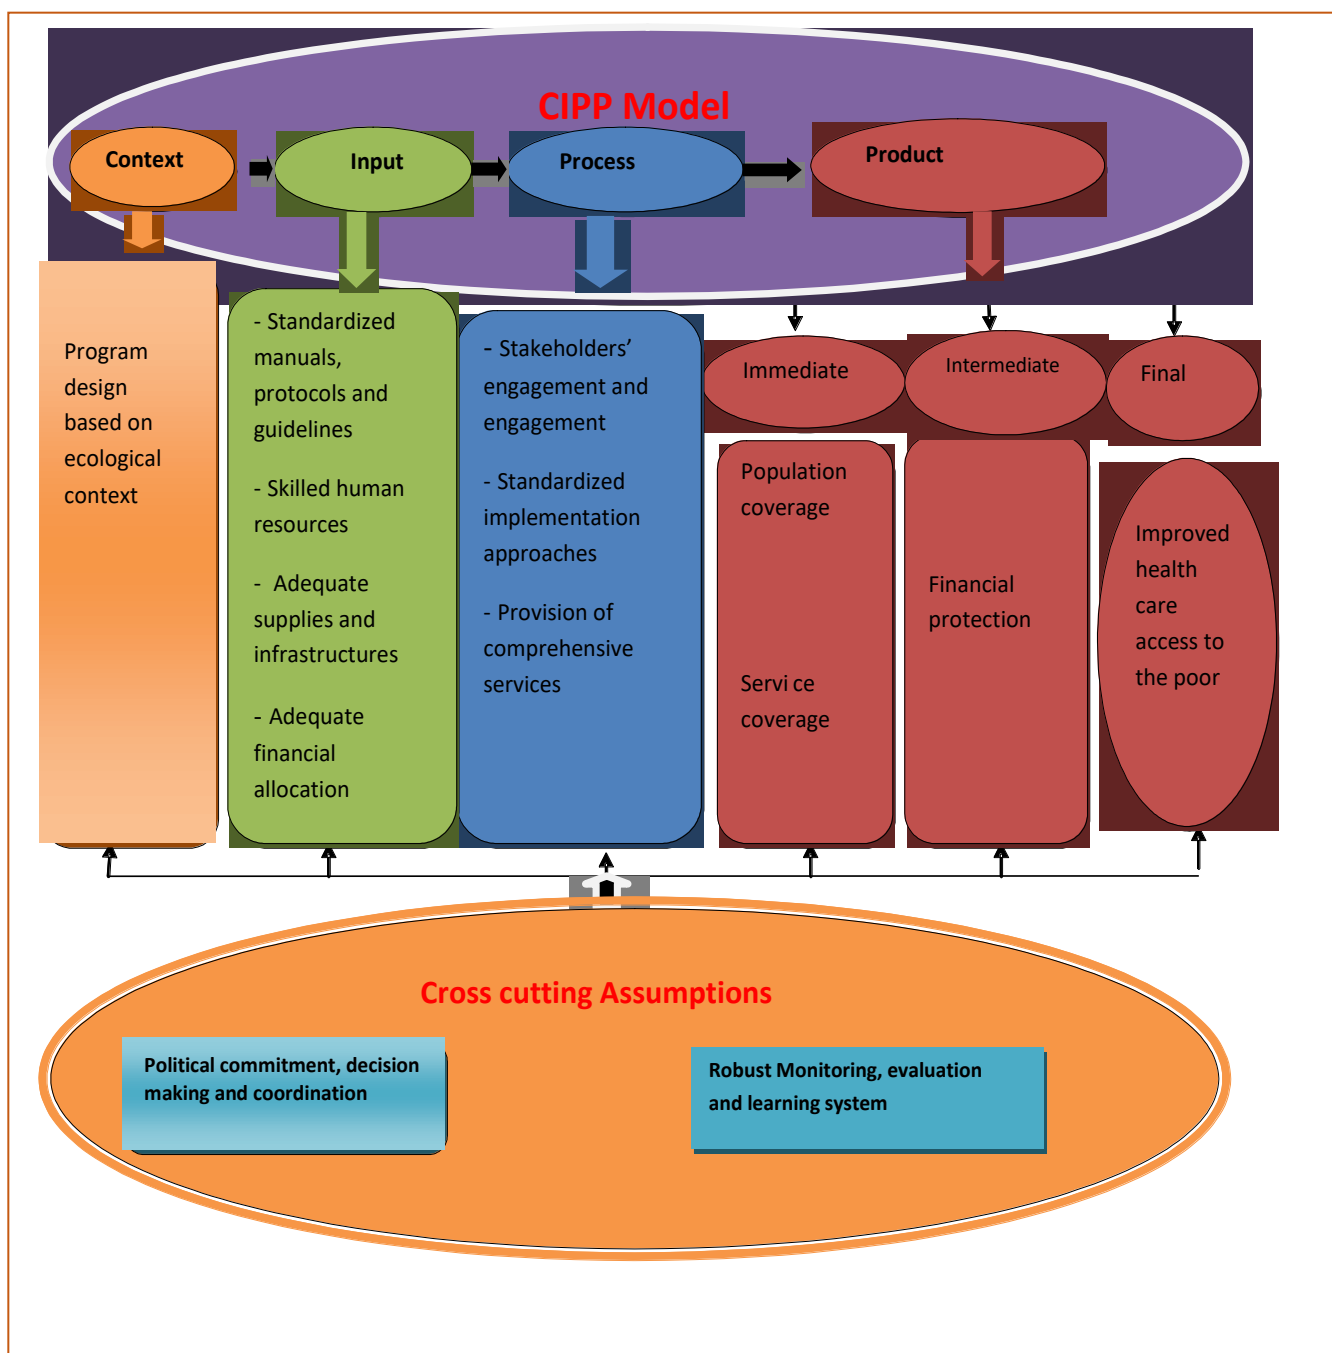 CIPP Model
Context
Input
Process
Product
Program
design
based on
ecological
context
- Standardized
manuals,
protocols and
guidelines
- Skilled human
resources
- Adequate
supplies and
infrastructures
- Adequate
financial
allocation
- Stakeholders’
engagement and
engagement
- Standardized
implementation
approaches
- Provision of
comprehensive
services
Immediate
Population
coverage
Servi ce
coverage
Intermediate
Financial
protection
Final
Improved
health
care
access to
the poor
Cross cutting Assumptions
Political commitment, decision
making and coordination
Robust Monitoring, evaluation
and learning system